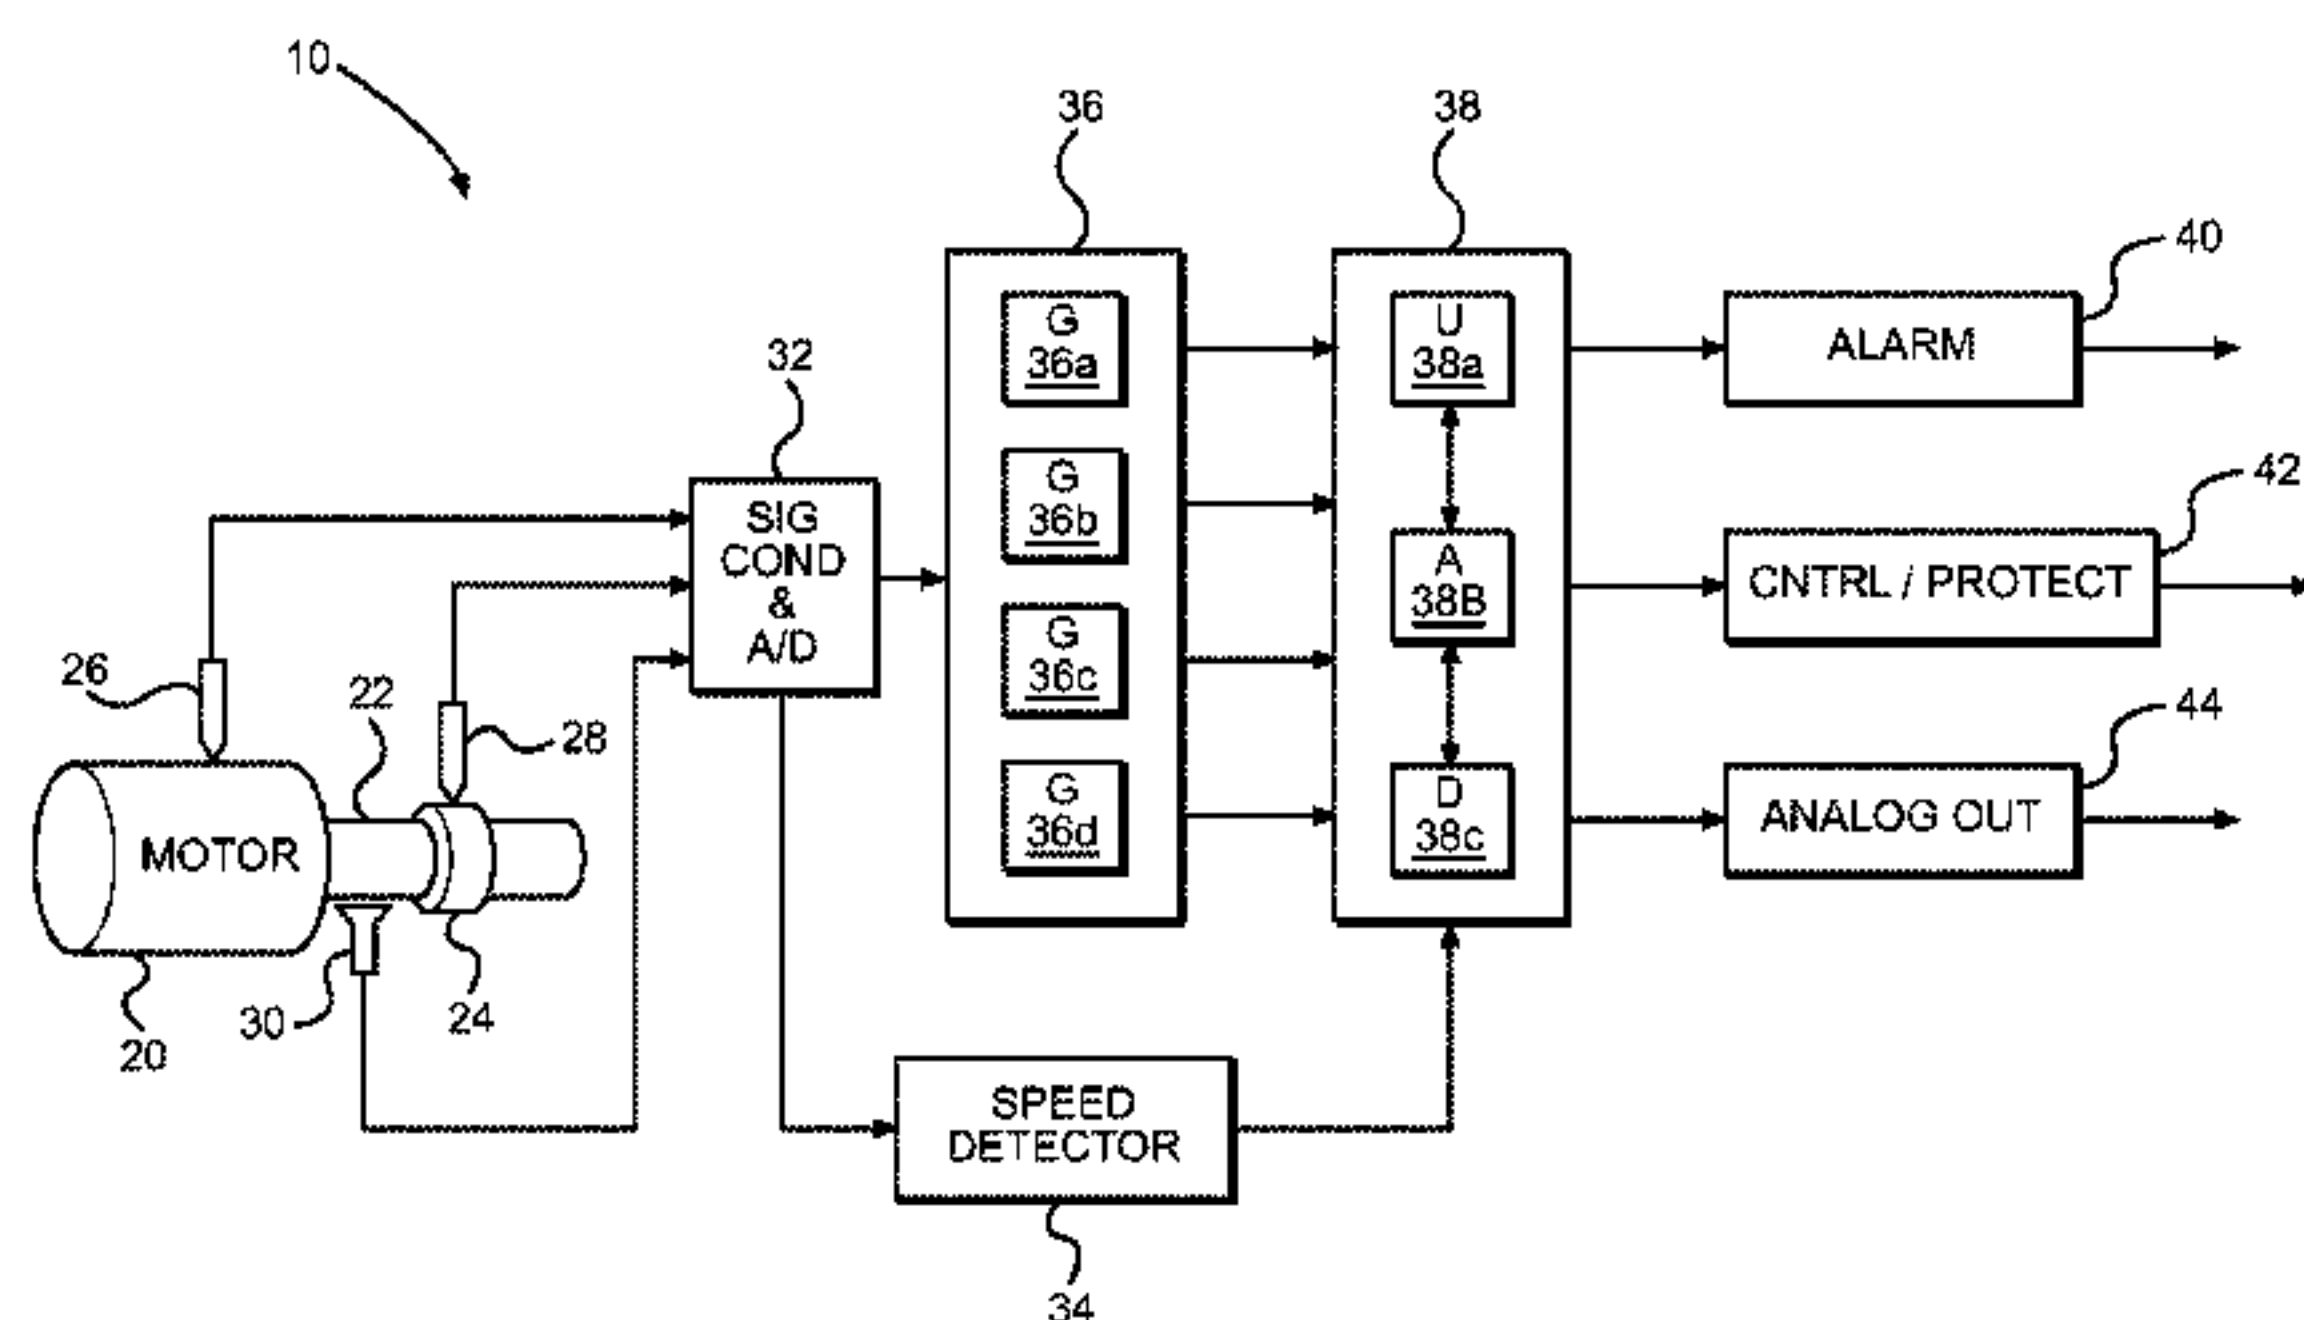 10
36
38
40
G
36a
U
38a
ALARM
32
G
36b
42
SIG
COND
&
A/D
A
38B
CNTRL / PROTECT
G
36c
26
22
28
44
G
36d
D
38c
ANALOG OUT
MOTOR
30
24
20
SPEED
DETECTOR
34